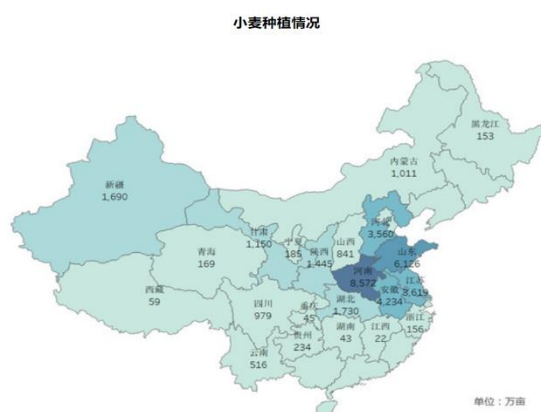 小麦种植情况
黑龙江
153
内蒙古
1,011
新疆
1,690
河北
3,560
甘肃
1,150
宁夏
185
陕西
1,445
山西
841
山东
6,126
青海
169
河南
8,572
江苏
3,619
安徽
4,234
西藏
59
四川
979
重庆
45
湖北
1,730
浙江
156
贵州
234
湖南
43
江西
22
云南
516
单位：万亩